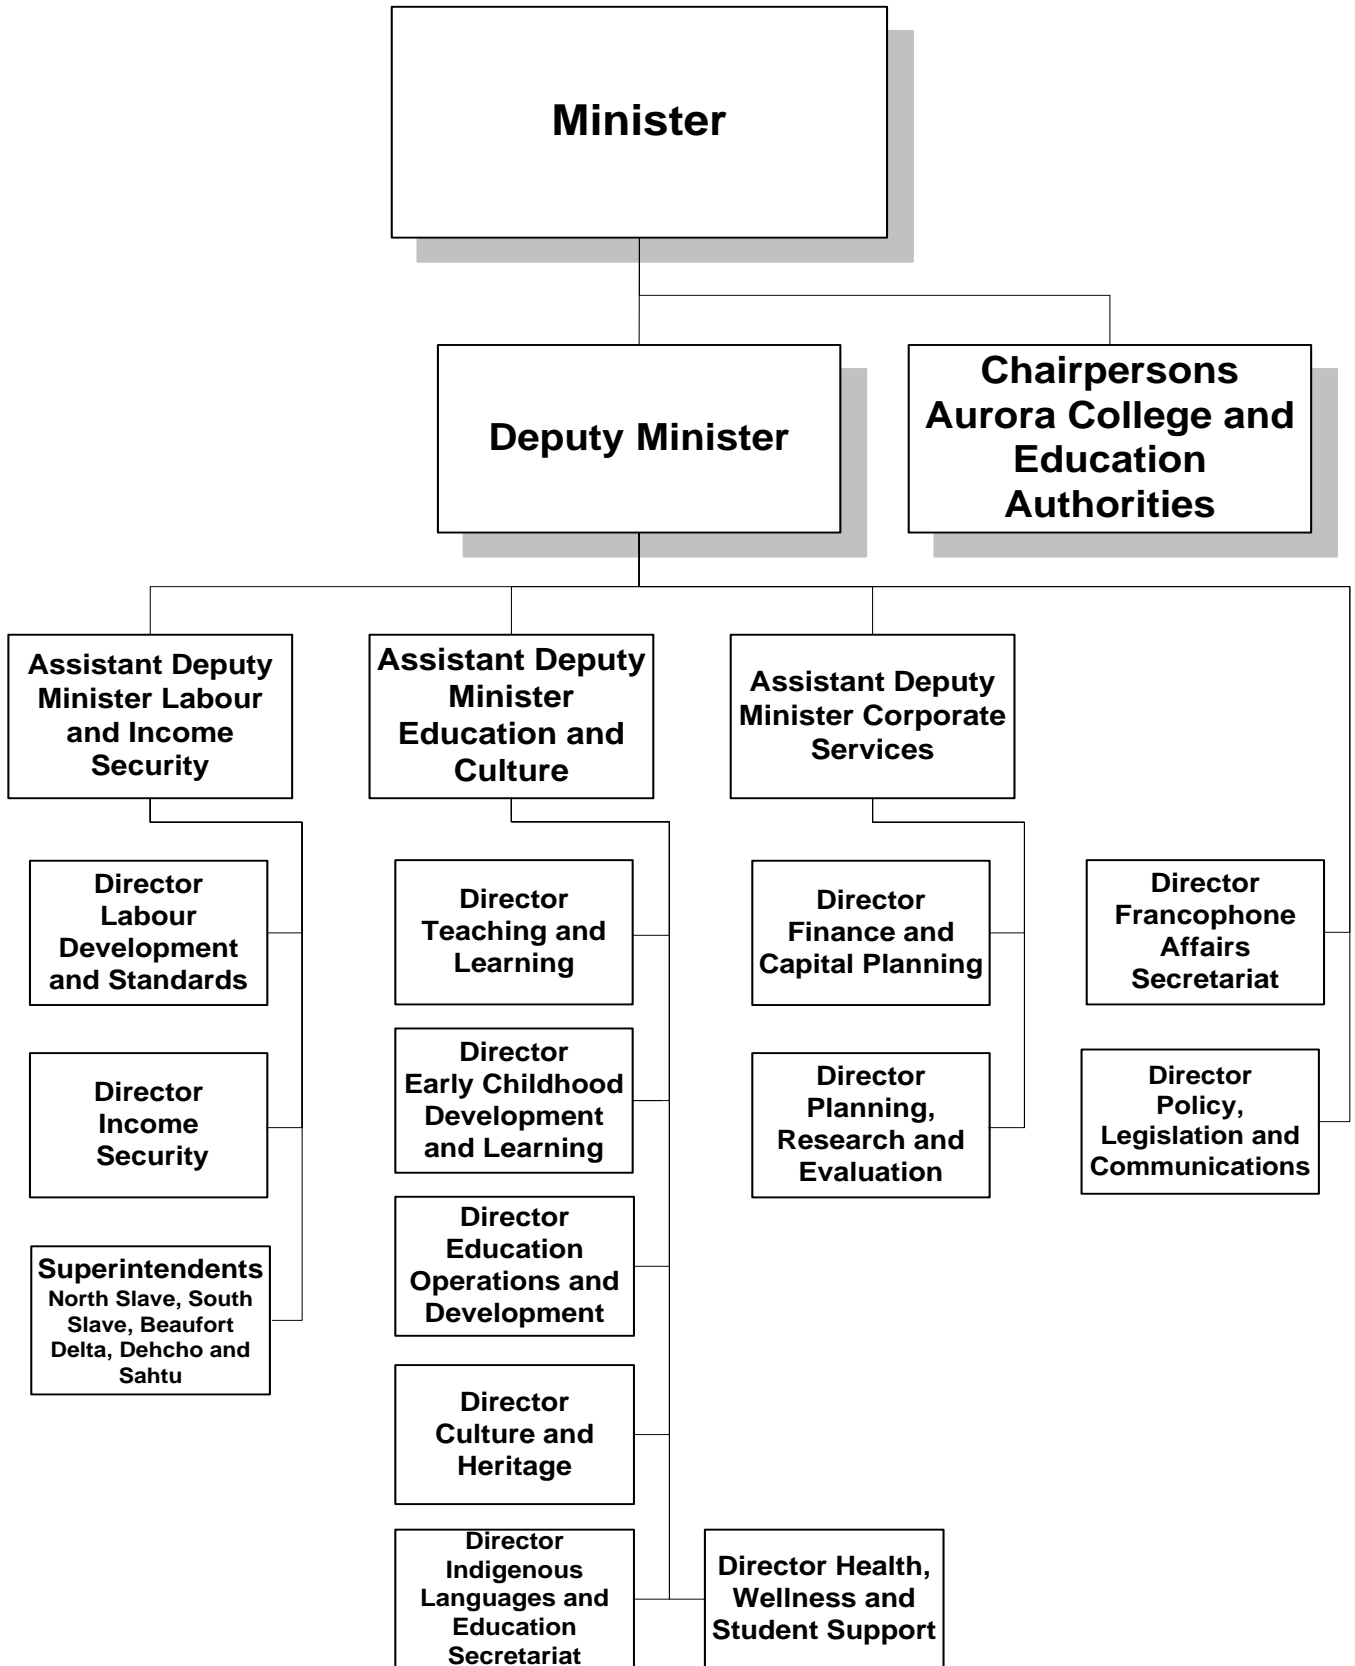 Minister
Deputy Minister
Chairpersons
Aurora College and
Education
Authorities
Assistant Deputy
Minister Labour
and Income
Security
Assistant Deputy
Minister
Education and
Culture
Assistant Deputy
Minister Corporate
Services
Director
Labour
Development
and Standards
Director
Teaching and
Learning
Director
Finance and
Capital Planning
Director
Francophone
Affairs
Secretariat
Director
Income
Security
Director
Early Childhood
Development
and Learning
Director
Planning,
Research and
Evaluation
Director
Policy,
Legislation and
Communications
Superintendents
North Slave, South
Slave, Beaufort
Delta, Dehcho and
Sahtu
Director
Education
Operations and
Development
Director
Culture and
Heritage
Director
Indigenous
Languages and
Education
Secretariat
Director Health,
Wellness and
Student Support